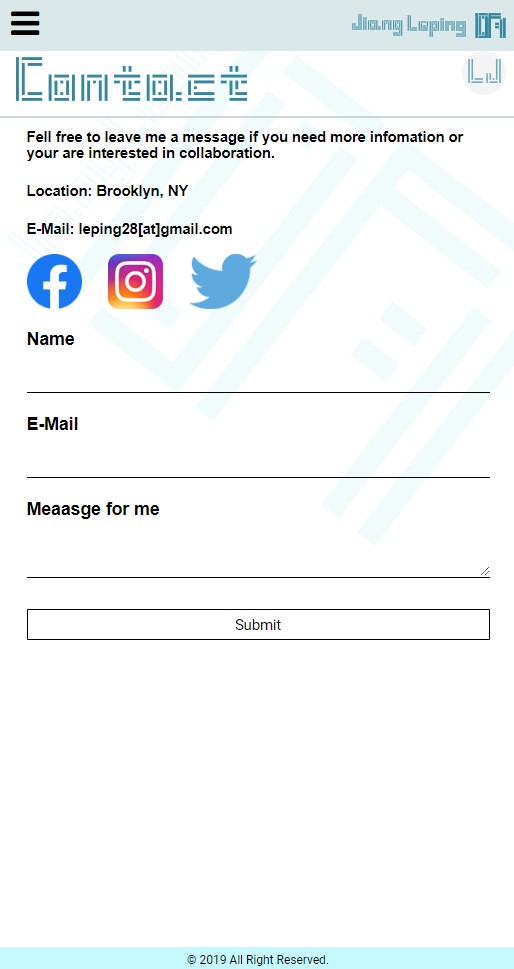 Jiang Leping
Contact
LJ
Fell free to leave me a message if you need more infomation or
your are interested in collaboration.
Location: Brooklyn, NY
E-Mail: leping28[at]gmail.com
Name
E-Mail
Meaasge for me
Submit
© 2019 All Right Reserved.